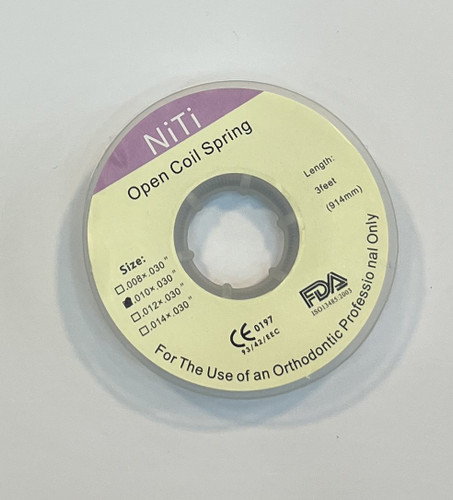 NiTi
Open Coil Spring
Length:
3feet
(914mm)
Size:
.008×.030"
.010×.030"
.012×.030"
.014×.030"
CE 0197
93/42/EEC
FDA
ISO13485:2003
For The Use of an Orthodontic Professio nal Only